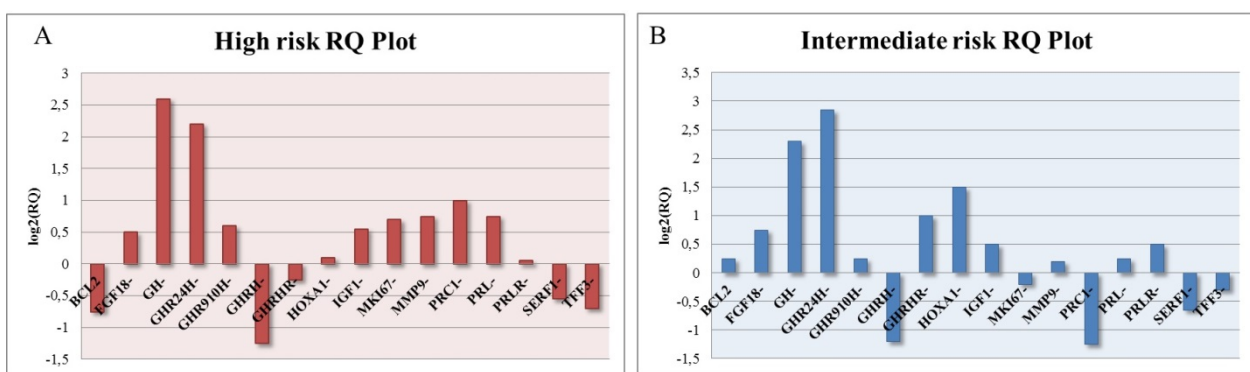 A
High risk RQ Plot
3
2,5
2
1,5
1
0,5
0
-0,5
-1
-1,5
log2(RQ)
BCL2
FGF18-
GH-
GHR24H-
GHR910H-
GHRH-
GHRHR-
HOXA1-
IGF1-
MKI67-
MMP9-
PRC1-
PRL-
PRLR-
SERF1-
TFF3-
B
Intermediate risk RQ Plot
3,5
3
2,5
2
1,5
1
0,5
0
-0,5
-1
-1,5
log2(RQ)
BCL2
FGF18-
GH-
GHR24H-
GHR910H-
GHRH-
GHRHR-
HOXA1-
IGF1-
MKI67-
MMP9-
PRC1-
PRL-
PRLR-
SERF1-
TFF3-